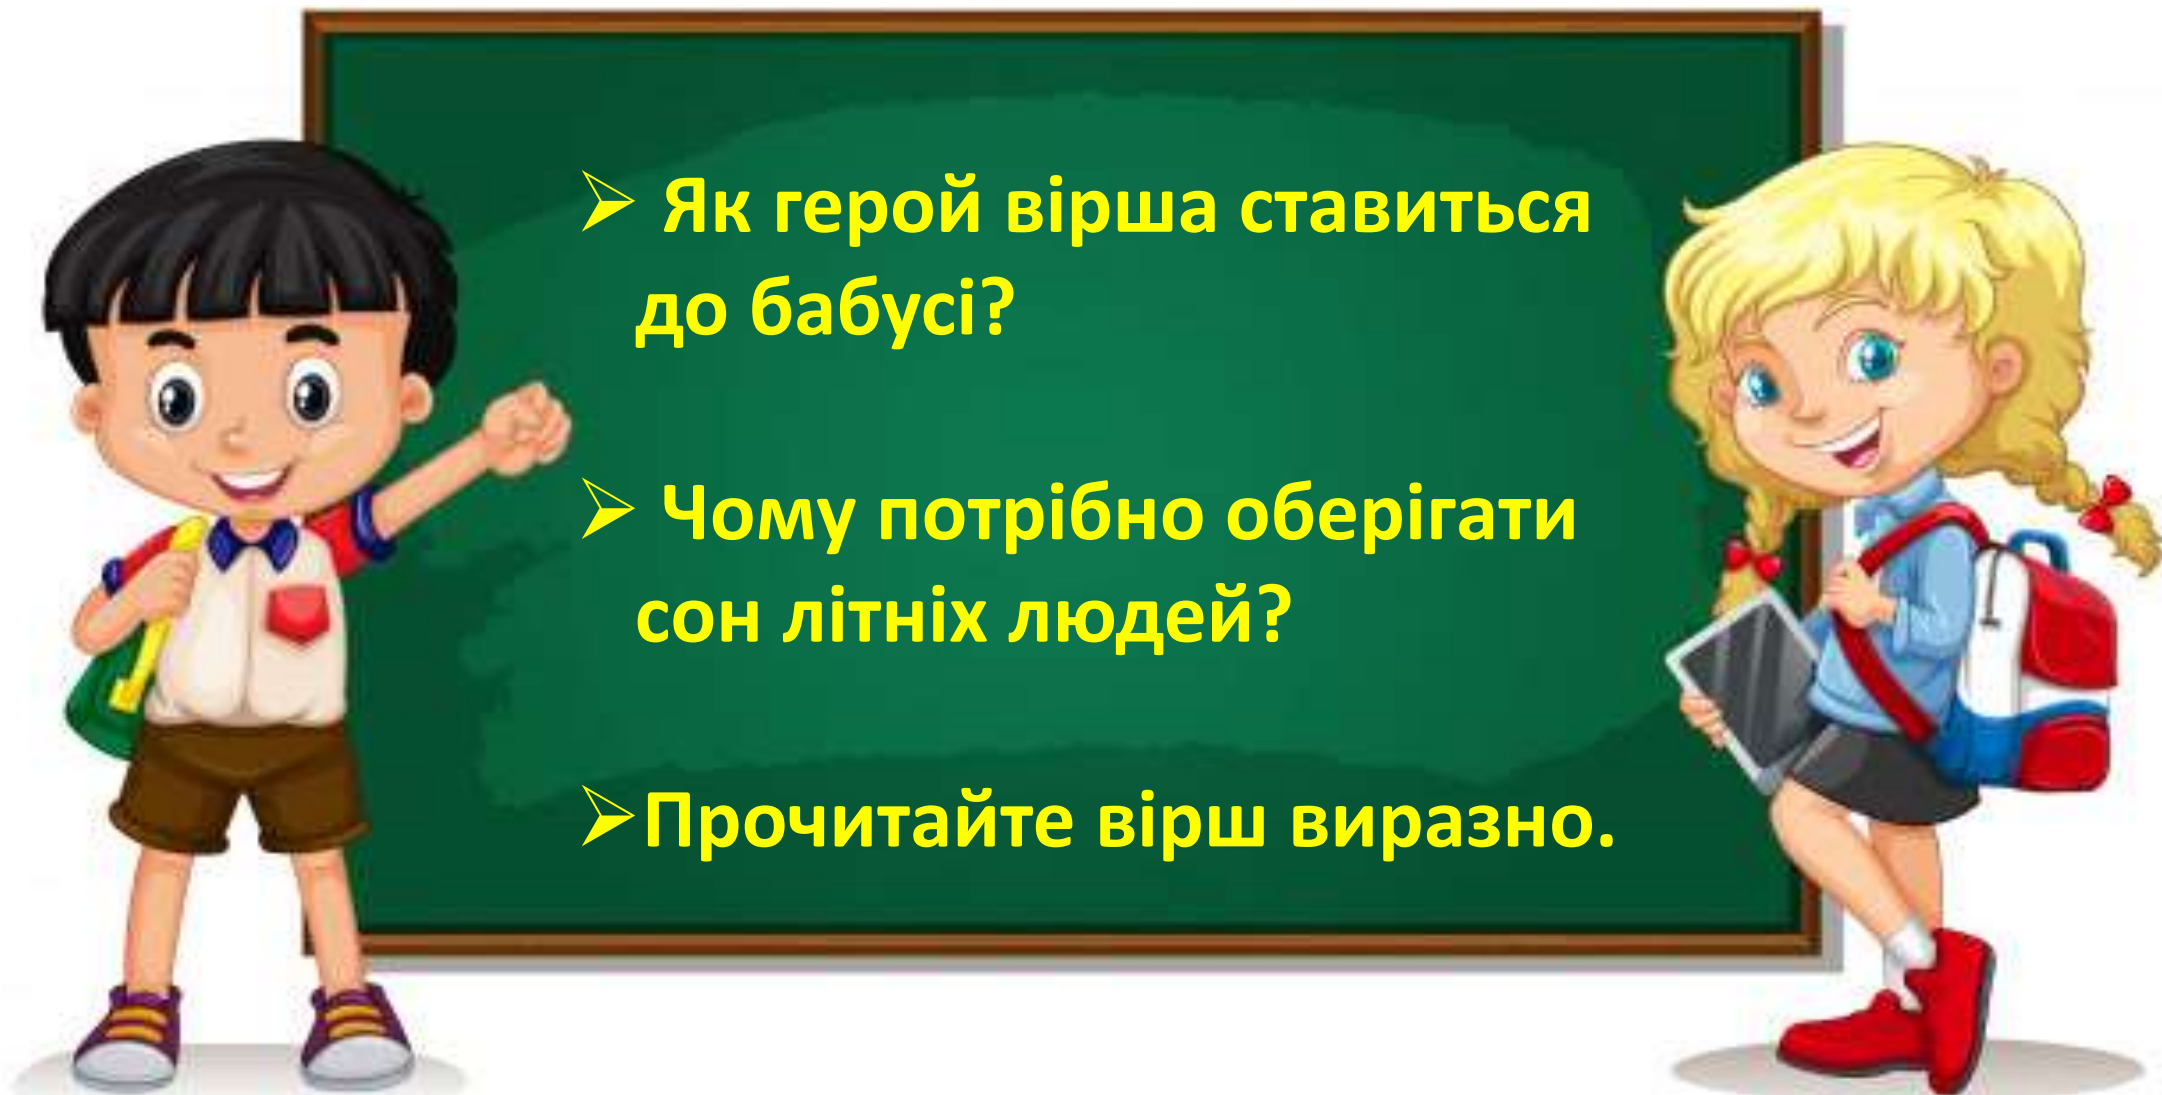 ➢ Як герой вірша ставиться
до бабусі?
➢ Чому потрібно оберігати
сон літніх людей?
➢Прочитайте вірш виразно.